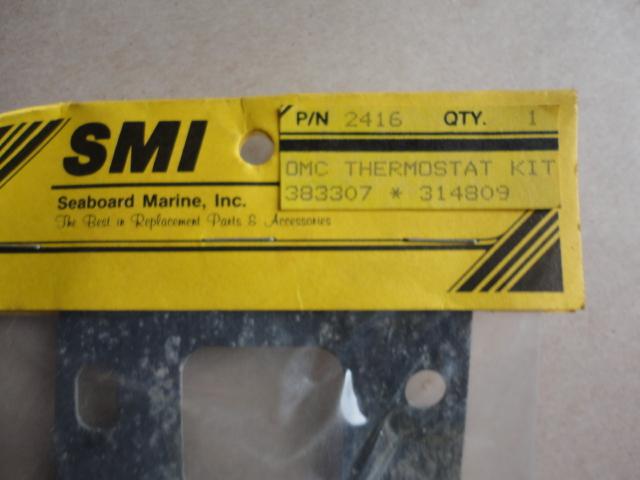 SMI
Seaboard Marine, Inc.
The Best in Replacement Parts & Accessories
P/N 2416 QTY. 1
OMC THERMOSTAT KIT
383307 * 314809